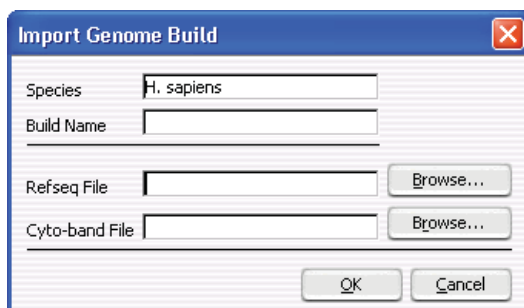 Import Genome Build
Species H. sapiens
Build Name
Refseq File Browse...
Cyto-band File Browse...
OK Cancel